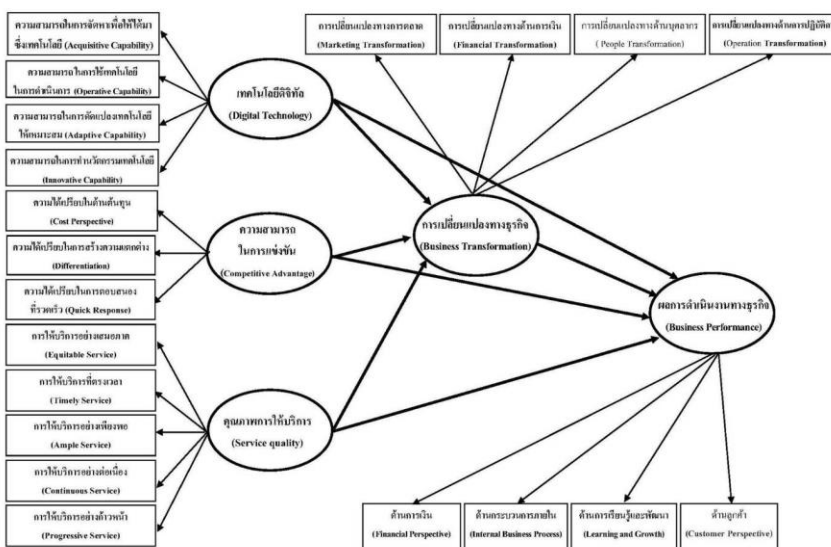 ความสามารถในการจัดหาเพื่อให้ได้มา
ซึ่งเทคโนโลยี (Acquisitive Capability)
ความสามารถในการใช้เทคโนโลยี
ในการดำเนินการ (Operative Capability)
ความสามารถในการดัดแปลงเทคโนโลยี
ให้เหมาะสม (Adaptive Capability)
ความสามารถในการทำนวัตกรรมเทคโนโลยี
(Innovative Capability)
ความได้เปรียบในด้านต้นทุน
(Cost Perspective)
ความได้เปรียบในการสร้างความแตกต่าง
(Differentiation)
ความได้เปรียบในการตอบสนอง
ที่รวดเร็ว (Quick Response)
การให้บริการอย่างเสมอภาค
(Equitable Service)
การให้บริการที่ตรงเวลา
(Timely Service)
การให้บริการอย่างเพียงพอ
(Ample Service)
การให้บริการอย่างต่อเนื่อง
(Continuous Service)
การให้บริการอย่างก้าวหน้า
(Progressive Service)
เทคโนโลยีดิจิทัล
(Digital Technology)
ความสามารถ
ในการแข่งขัน
(Competitive Advantage)
คุณภาพการให้บริการ
(Service quality)
การเปลี่ยนแปลงทางการตลาด
(Marketing Transformation)
การเปลี่ยนแปลงทางด้านการเงิน
(Financial Transformation)
การเปลี่ยนแปลงทางด้านบุคลากร
( People Transformation)
การเปลี่ยนแปลงทางด้านการปฏิบัติการ
(Operation Transformation)
การเปลี่ยนแปลงทางธุรกิจ
(Business Transformation)
ผลการดำเนินงานทางธุรกิจ
(Business Performance)
ด้านการเงิน
(Financial Perspective)
ด้านกระบวนการภายใน
(Internal Business Process)
ด้านการเรียนรู้และพัฒนา
(Learning and Growth)
ด้านลูกค้า
(Customer Perspective)